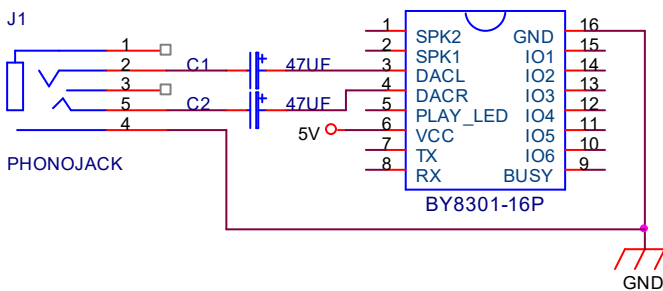 J1
1
2
3
5
4
PHONOJACK
C1
47UF
C2
47UF
5V
1 SPK2 GND 16
2 SPK1 IO1 15
3 DACL IO2 14
4 DACR IO3 13
5 PLAY_LED IO4 12
6 VCC IO5 11
7 TX IO6 10
8 RX BUSY 9
BY8301-16P
GND